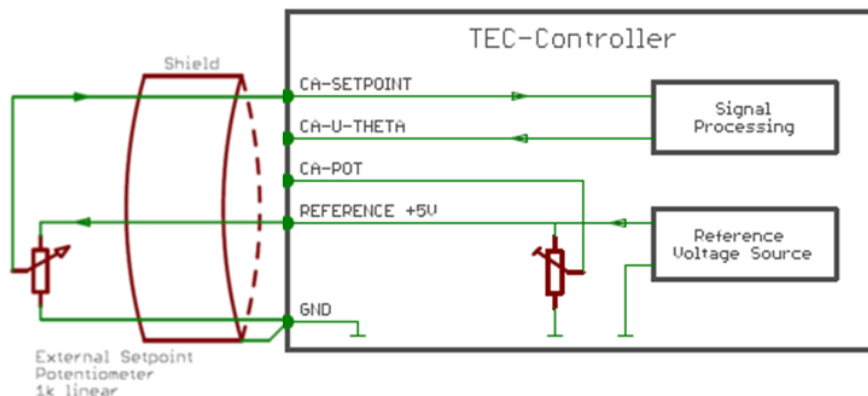 TEC-Controller
Shield
CA-SETPOINT
Signal
Processing
CA-U-THETA
CA-POT
REFERENCE +5V
Reference
Voltage Source
GND
External Setpoint
Potentiometer
1k linear